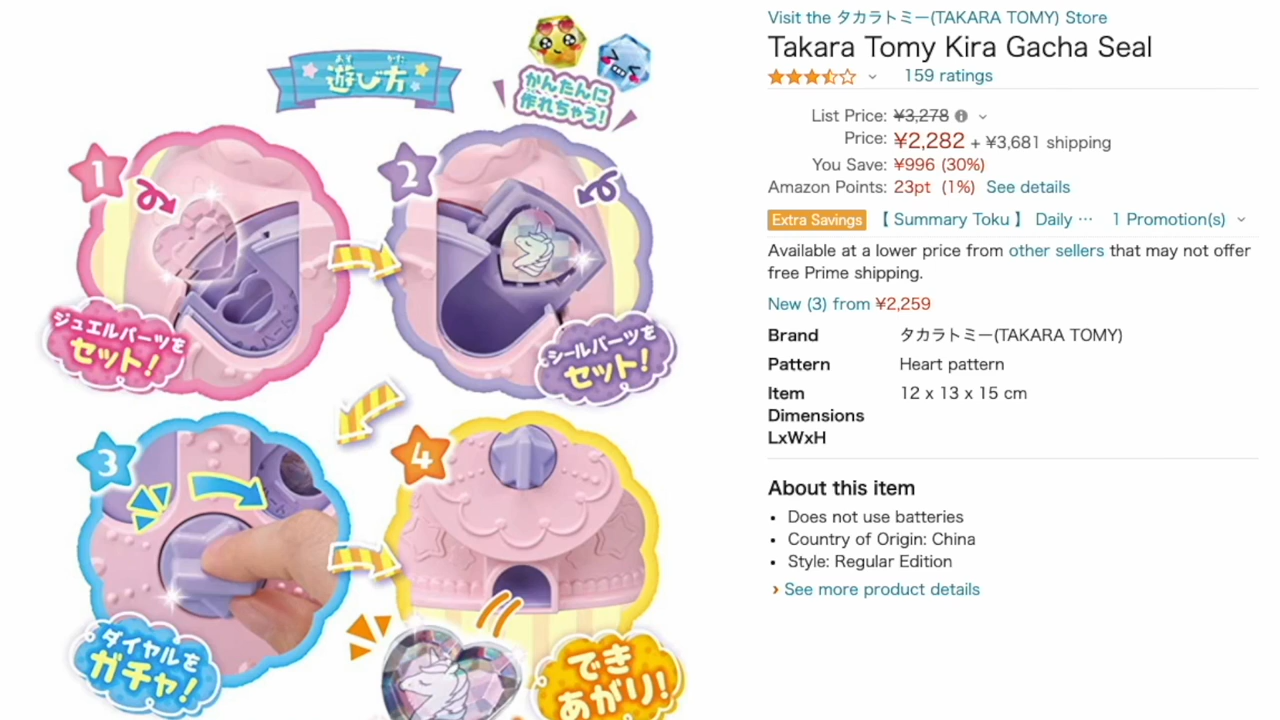 遊び方
あそ かた
かんたんに
作れちゃう!
1
2
ジュエルパーツを
セット!
シールパーツを
セット!
3
4
ダイヤルを
ガチャ!
でき
あがり!
Visit the タカラトミー(TAKARA TOMY) Store
Takara Tomy Kira Gacha Seal
159 ratings
List Price: ¥3,278
Price: ¥2,282 + ¥3,681 shipping
You Save: ¥996 (30%)
Amazon Points: 23pt (1%) See details
Extra Savings 【 Summary Toku 】 Daily ··· 1 Promotion(s)
Available at a lower price from other sellers that may not offer
free Prime shipping.
New (3) from ¥2,259
Brand タカラトミー(TAKARA TOMY)
Pattern Heart pattern
Item 12 x 13 x 15 cm
Dimensions
LxWxH
About this item
• Does not use batteries
• Country of Origin: China
• Style: Regular Edition
› See more product details